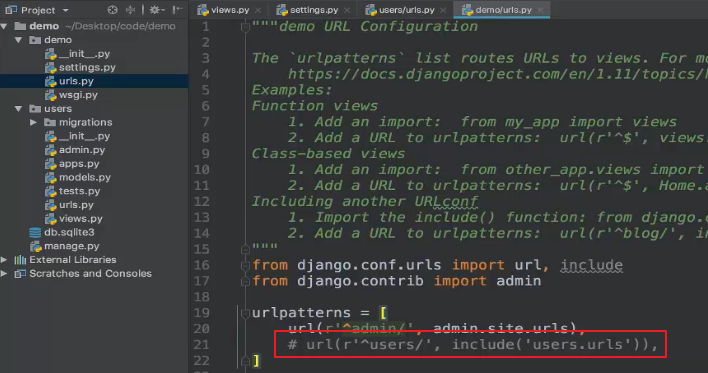 Project
demo ~/Desktop/code/demo
demo
__init__.py
settings.py
urls.py
wsgi.py
users
migrations
__init__.py
admin.py
apps.py
models.py
tests.py
urls.py
views.py
db.sqlite3
manage.py
External Libraries
Scratches and Consoles
views.py settings.py users/urls.py demo/urls.py
1 """demo URL Configuration
2
3 The `urlpatterns` list routes URLs to views. For mo
4 https://docs.djangoproject.com/en/1.11/topics/
5 Examples:
6 Function views
7 1. Add an import: from my_app import views
8 2. Add a URL to urlpatterns: url(r'^$', views.
9 Class-based views
10 1. Add an import: from other_app.views import
11 2. Add a URL to urlpatterns: url(r'^$', Home.a
12 Including another URLconf
13 1. Import the include() function: from django.c
14 2. Add a URL to urlpatterns: url(r'^blog/', in
15 """
16 from django.conf.urls import url, include
17 from django.contrib import admin
18
19 urlpatterns = [
20 url(r'^admin/', admin.site.urls),
21 # url(r'^users/', include('users.urls')),
22 ]